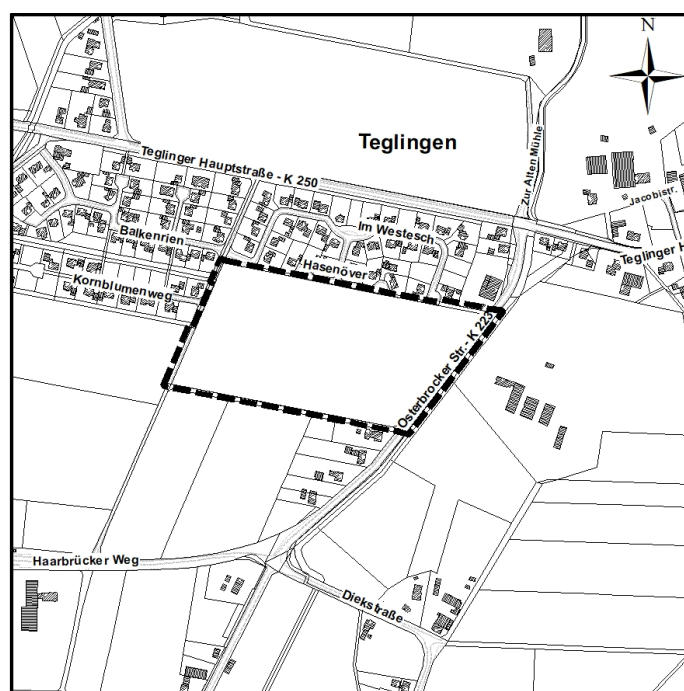 N
Teglingen
Zur Alten Mühle
Teglinger Hauptstraße - K 250
Jacobistr.
Im Westesch
Balkenrien
Teglinger H
Hasenöver
Kornblumenweg
Osterbrocker Str.- K 223
Haarbrücker Weg
Diekstraße